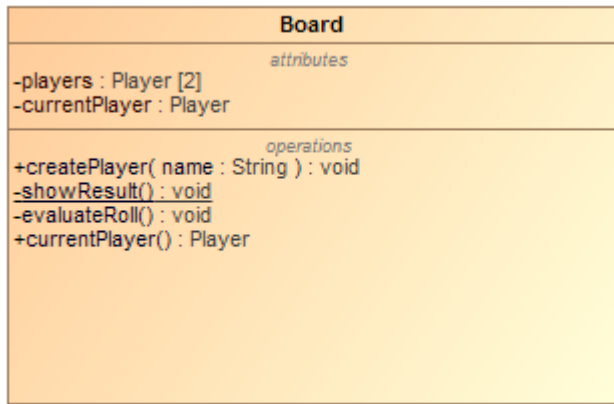 Board
attributes
-players : Player [2]
-currentPlayer : Player
operations
+createPlayer( name : String ) : void
-showResult() : void
-evaluateRoll() : void
+currentPlayer() : Player